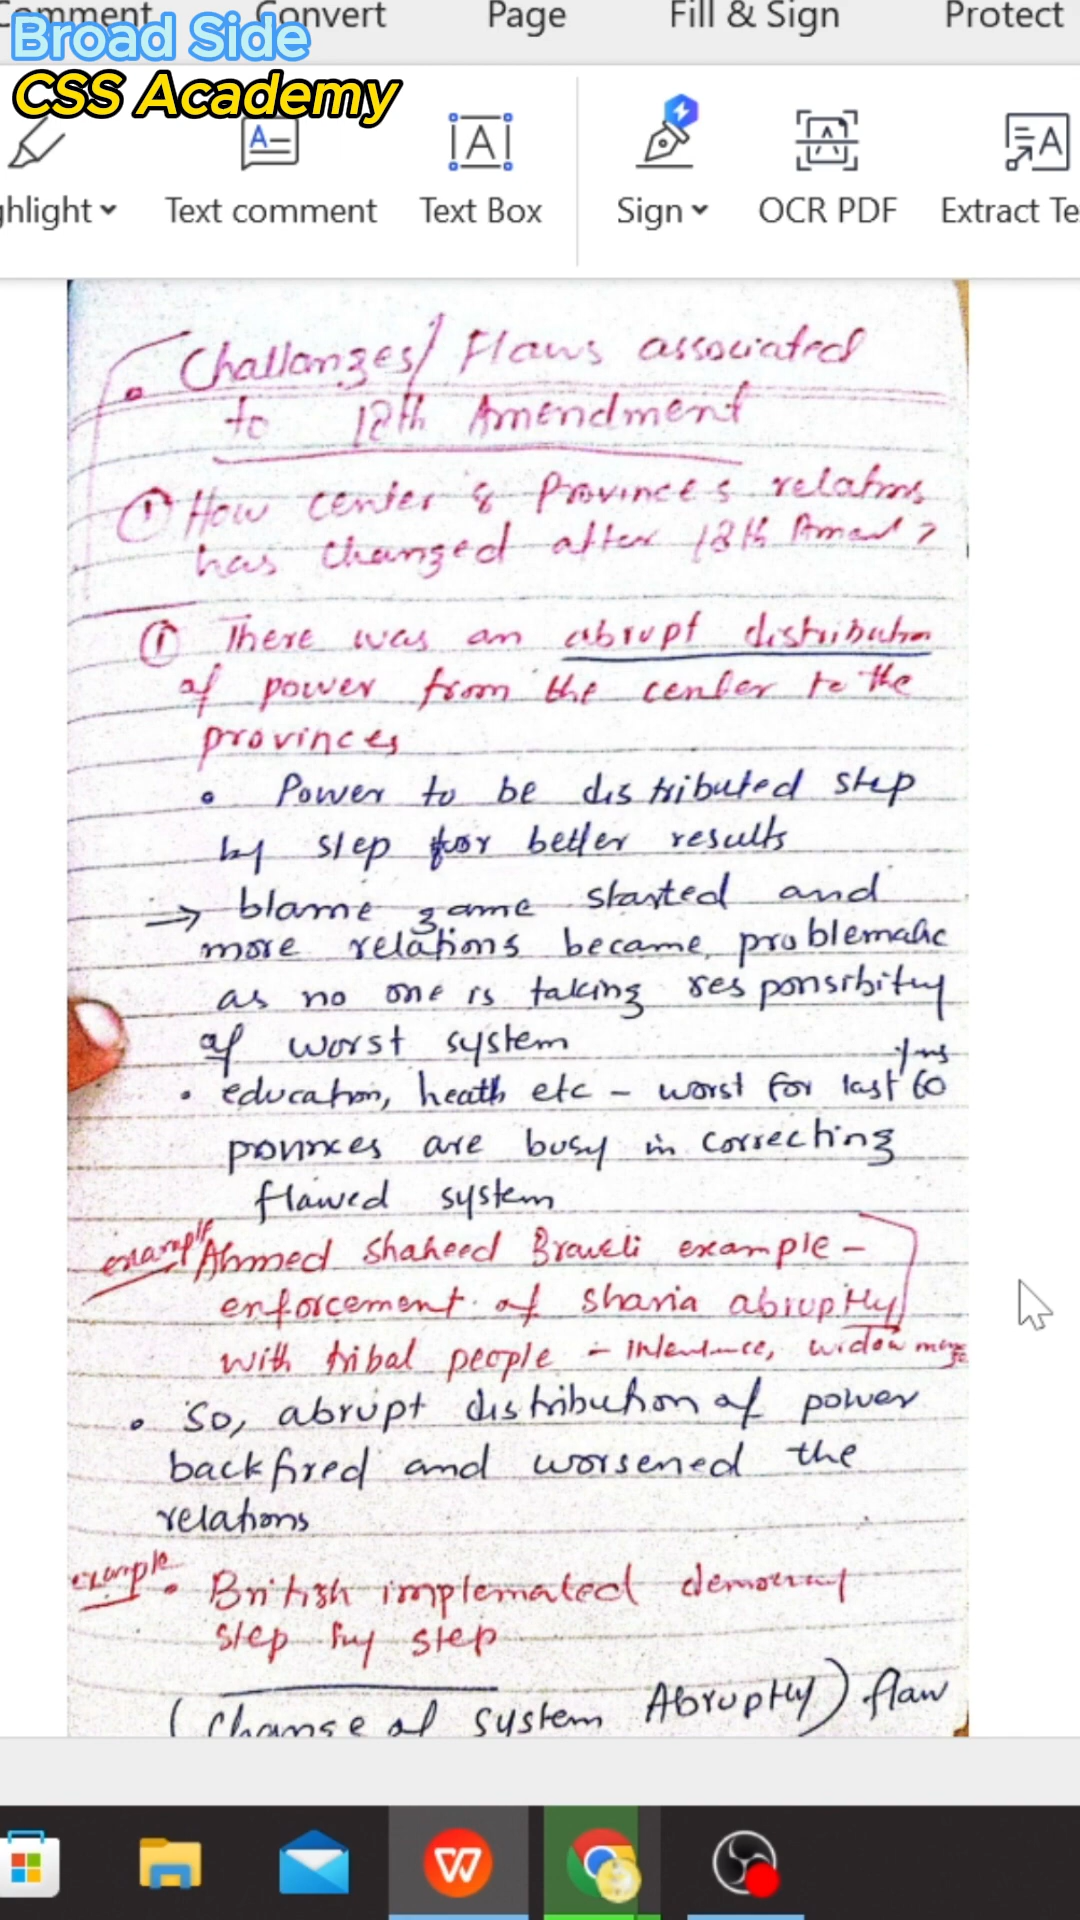 Comment
Convert
Page
Fill & Sign
Protect
Broad Side
CSS Academy
ghlight
Text comment
Text Box
Sign
OCR PDF
Extract Te
Challanges/ Flaws associated
to 18th Amendment
① How center & Provinces relations
has changed after 18th Amend?
① There was an abrupt distribution
of power from the center to the
provinces
• Power to be distributed step
by step for better results
→ blame game started and
more relations became problematic
as no one is taking responsibity
of worst system
• education, heath etc - worst for last 60 yrs
provinces are busy in correcting
flawed system
example Ahmed Shaheed Braveli example -
enforcement of sharia abruptly
with tribal people - widow
• So, abrupt distribution of power
backfired and worsened the
relations
example • British implemated democracy
step by step
(Change of system Abruptly) flaw